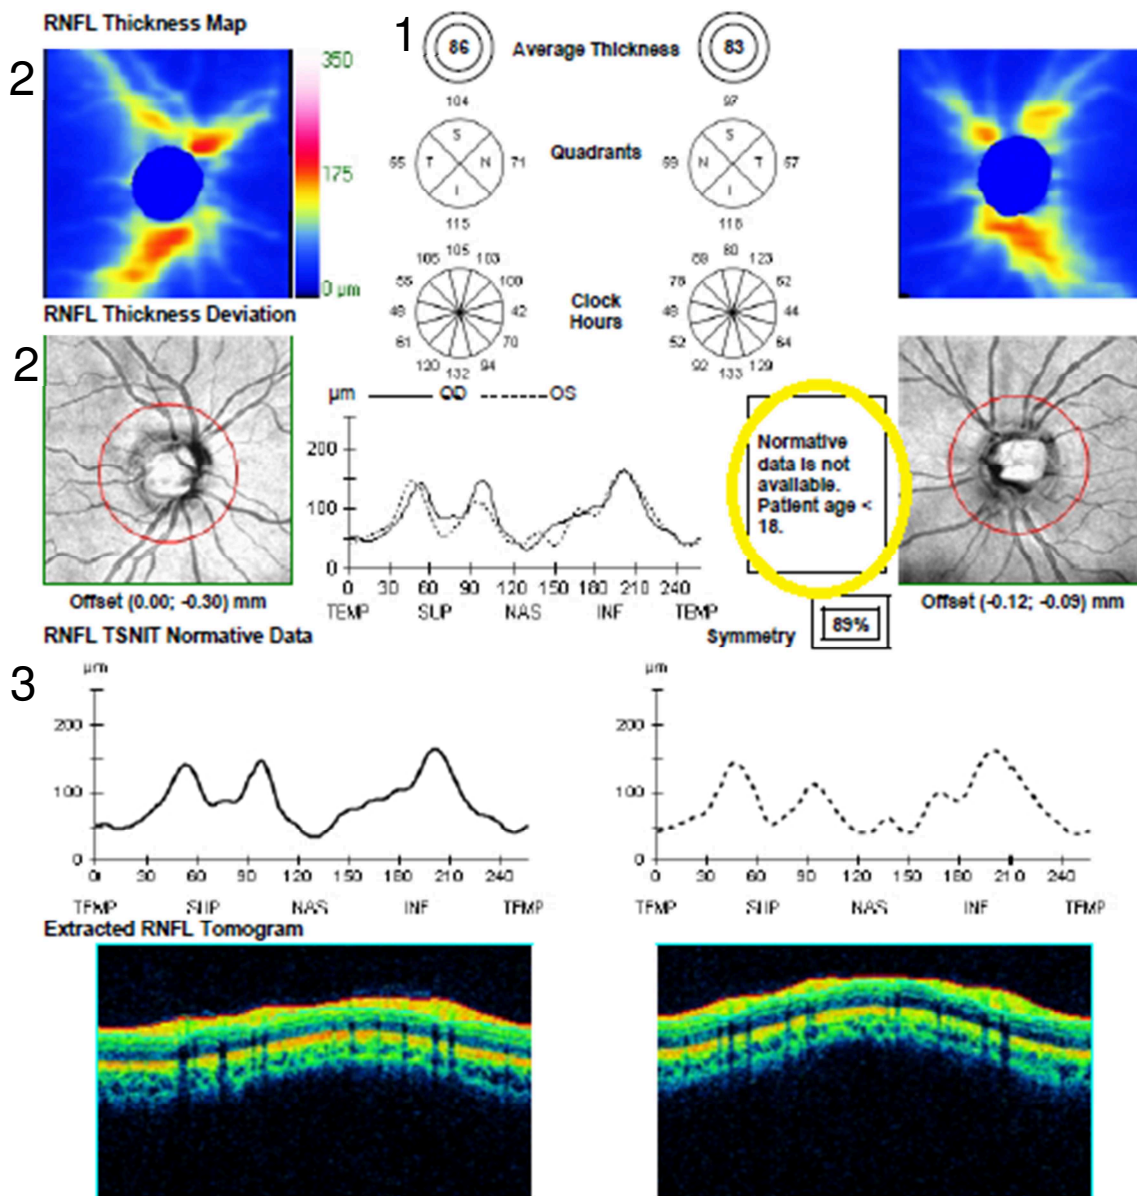 RNFL Thickness Map
1
86
Average Thickness
83
2
350
175
0 µm
104
S
T
N
I
55
71
115
Quadrants
97
S
N
T
I
59
57
116
105
103
100
42
70
94
132
120
61
48
55
106
Clock
Hours
80
123
62
44
64
129
133
92
52
48
78
89
RNFL Thickness Deviation
2
µm
OD
OS
200
100
0
0 30 60 90 120 150 180 210 240
TEMP SUP NAS INF TEMP
Normative
data is not
available.
Patient age <
18.
Offset (0.00; -0.30) mm
Offset (-0.12; -0.09) mm
Symmetry
89%
RNFL TSNIT Normative Data
3
µm
200
100
0
0 30 60 90 120 150 180 210 240
TEMP SUP NAS INF TEMP
µm
200
100
0
0 30 60 90 120 150 180 210 240
TEMP SUP NAS INF TEMP
Extracted RNFL Tomogram